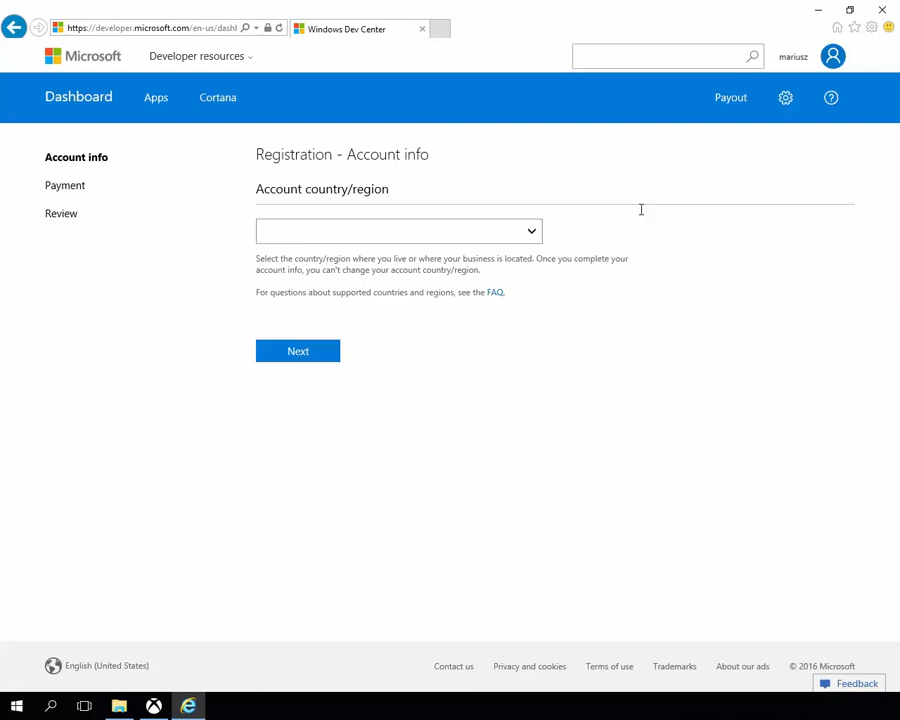 https://developer.microsoft.com/en-us/dashl
Windows Dev Center
Microsoft
Developer resources
mariusz
Dashboard
Apps
Cortana
Payout
Account info
Payment
Review
Registration - Account info
Account country/region
Select the country/region where you live or where your business is located. Once you complete your
account info, you can't change your account country/region.
For questions about supported countries and regions, see the FAQ.
Next
English (United States)
Contact us
Privacy and cookies
Terms of use
Trademarks
About our ads
© 2016 Microsoft
Feedback